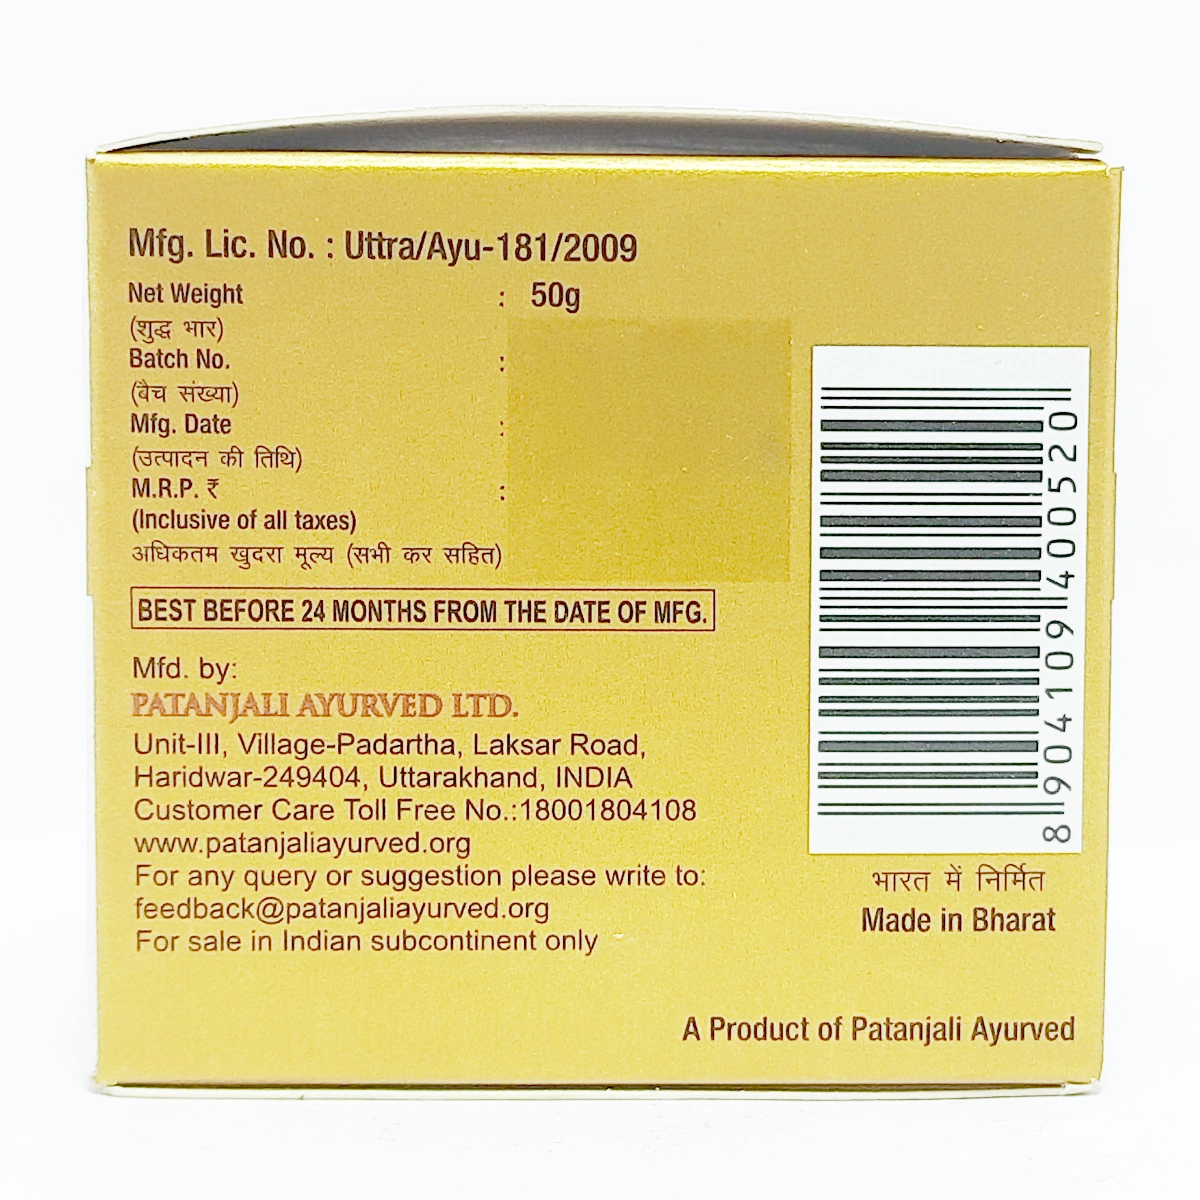 Mfg. Lic. No. : Uttra/Ayu-181/2009
Net Weight : 50g
(शुद्ध भार)
Batch No. :
(बैच संख्या)
Mfg. Date :
(उत्पादन की तिथि)
M.R.P. ₹ :
(Inclusive of all taxes)
अधिकतम खुदरा मूल्य (सभी कर सहित)
BEST BEFORE 24 MONTHS FROM THE DATE OF MFG.
Mfd. by:
PATANJALI AYURVED LTD.
Unit-III, Village-Padartha, Laksar Road,
Haridwar-249404, Uttarakhand, INDIA
Customer Care Toll Free No.:18001804108
www.patanjaliayurved.org
For any query or suggestion please write to:
feedback@patanjaliayurved.org
For sale in Indian subcontinent only
8 904109 400520
भारत में निर्मित
Made in Bharat
A Product of Patanjali Ayurved